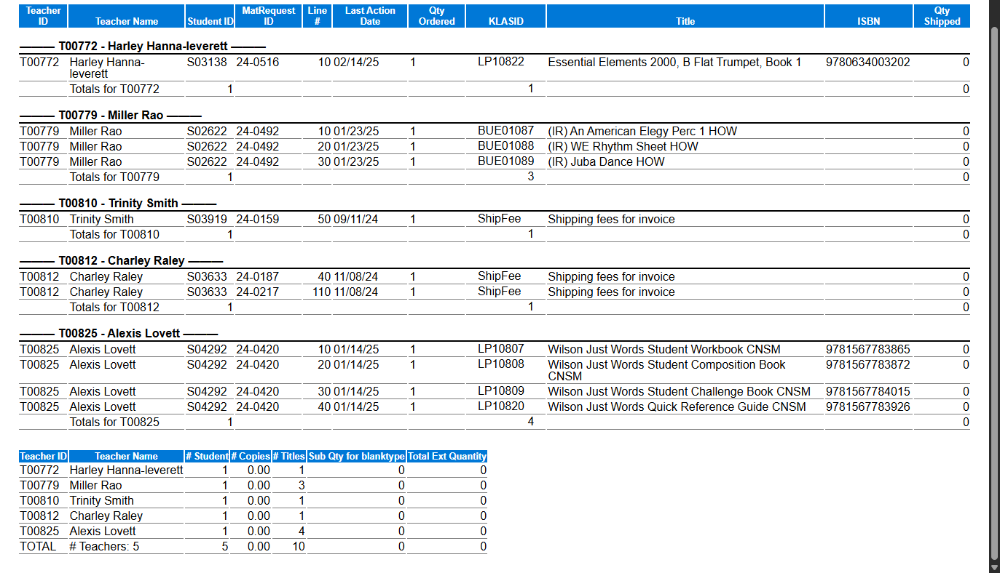 Teacher ID Teacher Name Student ID MatRequest ID Line # Last Action Date Qty Ordered KLASID Title ISBN Qty Shipped
——— T00772 - Harley Hanna-leverett ———
T00772 Harley Hanna-leverett S03138 24-0516 10 02/14/25 1 LP10822 Essential Elements 2000, B Flat Trumpet, Book 1 9780634003202 0
Totals for T00772 1 1 0
——— T00779 - Miller Rao ———
T00779 Miller Rao S02622 24-0492 10 01/23/25 1 BUE01087 (IR) An American Elegy Perc 1 HOW 0
T00779 Miller Rao S02622 24-0492 20 01/23/25 1 BUE01088 (IR) WE Rhythm Sheet HOW 0
T00779 Miller Rao S02622 24-0492 30 01/23/25 1 BUE01089 (IR) Juba Dance HOW 0
Totals for T00779 1 3 0
——— T00810 - Trinity Smith ———
T00810 Trinity Smith S03919 24-0159 50 09/11/24 1 ShipFee Shipping fees for invoice 0
Totals for T00810 1 1 0
——— T00812 - Charley Raley ———
T00812 Charley Raley S03633 24-0187 40 11/08/24 1 ShipFee Shipping fees for invoice 0
T00812 Charley Raley S03633 24-0217 110 11/08/24 1 ShipFee Shipping fees for invoice 0
Totals for T00812 1 1 0
——— T00825 - Alexis Lovett ———
T00825 Alexis Lovett S04292 24-0420 10 01/14/25 1 LP10807 Wilson Just Words Student Workbook CNSM 9781567783865 0
T00825 Alexis Lovett S04292 24-0420 20 01/14/25 1 LP10808 Wilson Just Words Student Composition Book CNSM 9781567783872 0
T00825 Alexis Lovett S04292 24-0420 30 01/14/25 1 LP10809 Wilson Just Words Student Challenge Book CNSM 9781567784015 0
T00825 Alexis Lovett S04292 24-0420 40 01/14/25 1 LP10820 Wilson Just Words Quick Reference Guide CNSM 9781567783926 0
Totals for T00825 1 4 0
Teacher ID Teacher Name # Student # Copies # Titles Sub Qty for blanktype Total Ext Quantity
T00772 Harley Hanna-leverett 1 0.00 1 0 0
T00779 Miller Rao 1 0.00 3 0 0
T00810 Trinity Smith 1 0.00 1 0 0
T00812 Charley Raley 1 0.00 1 0 0
T00825 Alexis Lovett 1 0.00 4 0 0
TOTAL # Teachers: 5 5 0.00 10 0 0